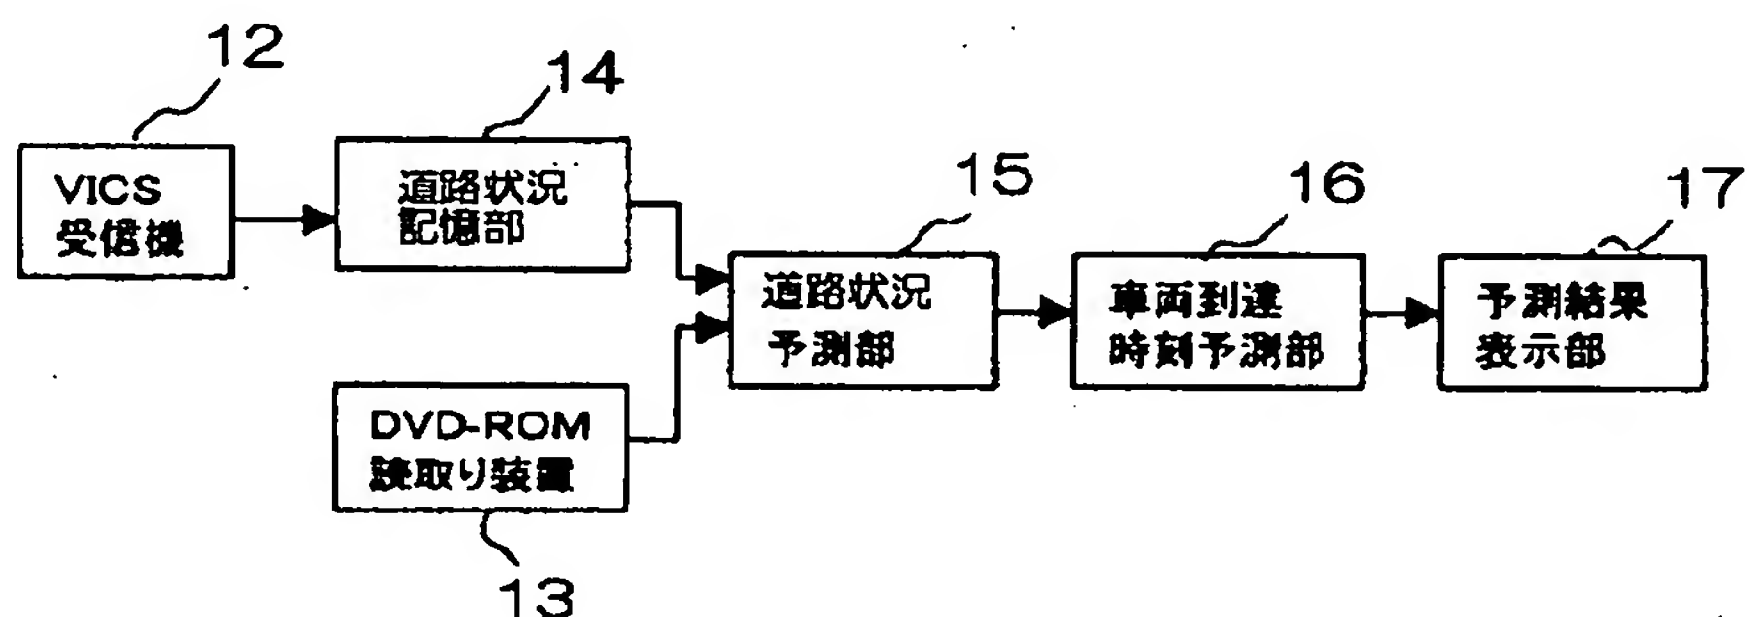 12
14
VICS
受信機
道路状況
記憶部
15
16
17
道路状況
予測部
車両到達
時刻予測部
予測結果
表示部
DVD-ROM
読取り装置
13